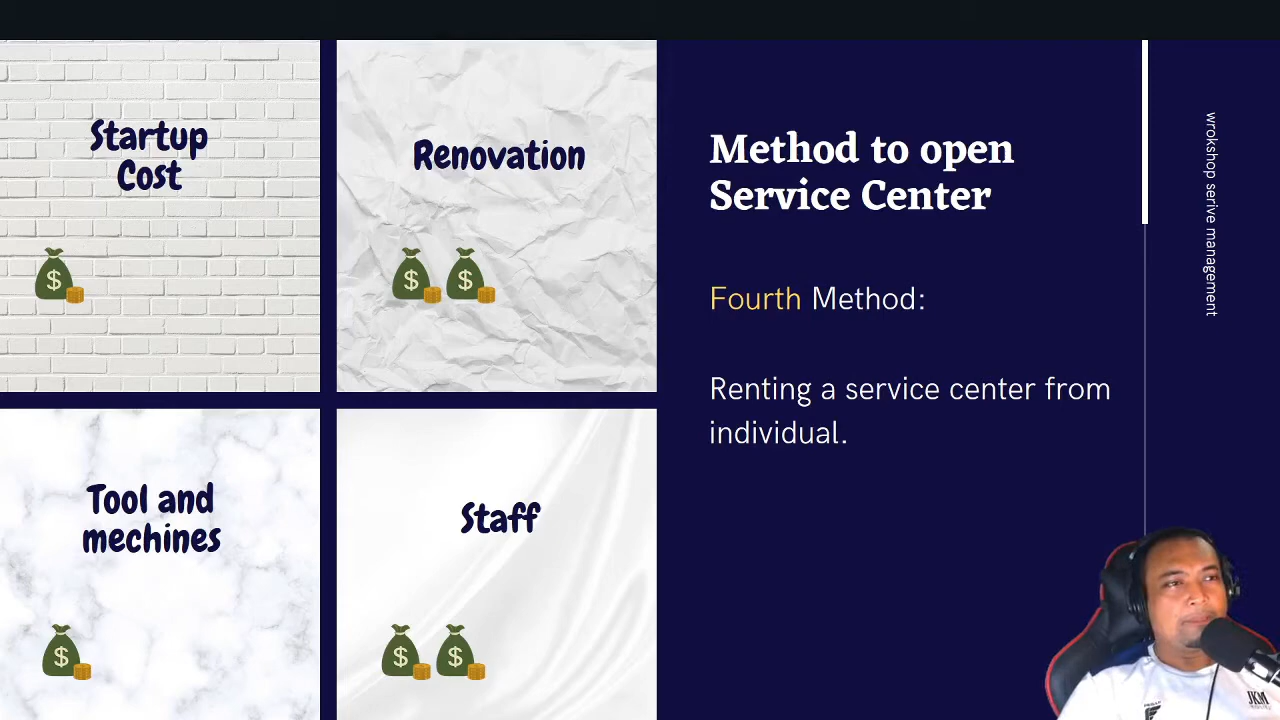 Startup
Cost
Renovation
Tool and
mechines
Staff
Method to open
Service Center
Fourth Method:
Renting a service center from
individual.
wrokshop serive management
JKM